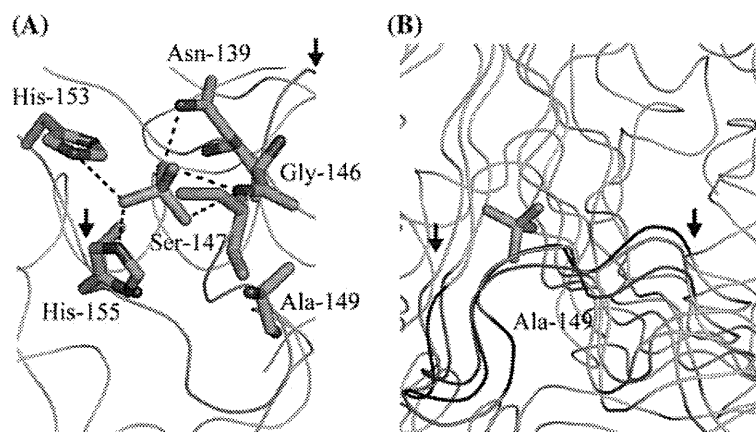 (A)
Asn-139
His-153
Gly-146
Ser-147
His-155
Ala-149
(B)
Ala-149